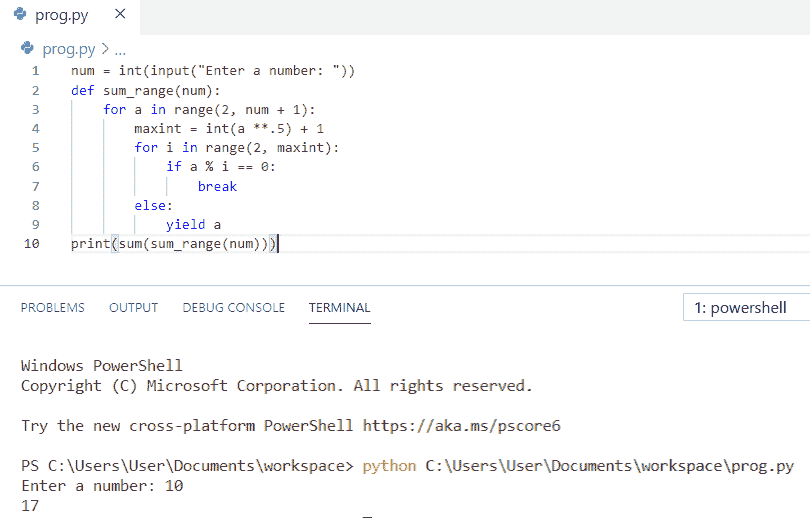 prog.py ×
prog.py > ...
1 num = int(input("Enter a number: "))
2 def sum_range(num):
3     for a in range(2, num + 1):
4         maxint = int(a **.5) + 1
5         for i in range(2, maxint):
6             if a % i == 0:
7                 break
8         else:
9             yield a
10 print(sum(sum_range(num)))
PROBLEMS OUTPUT DEBUG CONSOLE TERMINAL 1: powershell
Windows PowerShell
Copyright (C) Microsoft Corporation. All rights reserved.
Try the new cross-platform PowerShell https://aka.ms/pscore6
PS C:\Users\User\Documents\workspace> python C:\Users\User\Documents\workspace\prog.py
Enter a number: 10
17